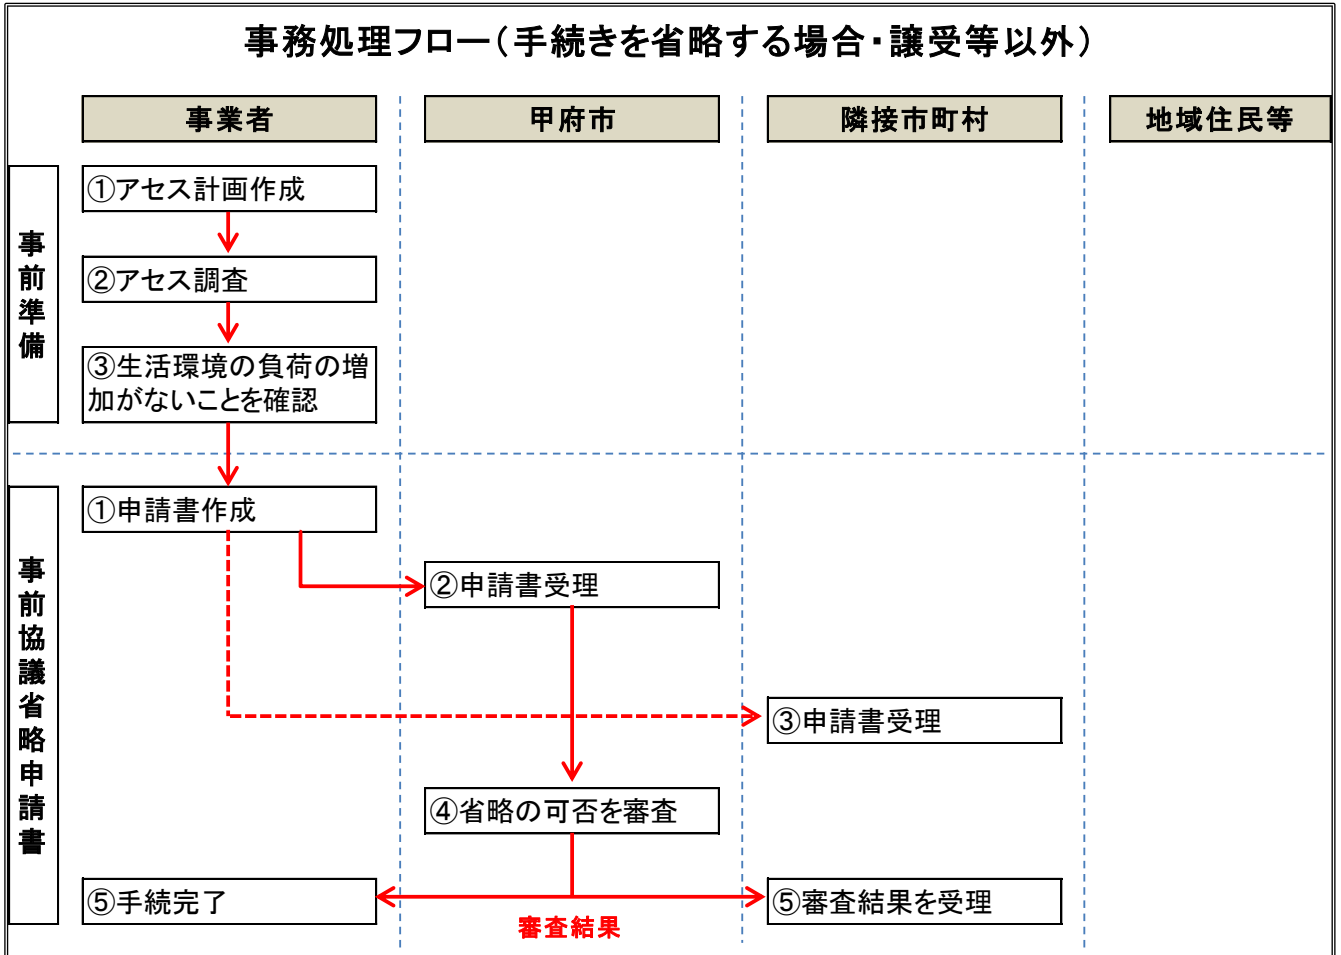 事務処理フロー（手続きを省略する場合・譲受等以外）
事業者
甲府市
隣接市町村
地域住民等
事前準備
①アセス計画作成
②アセス調査
③生活環境の負荷の増
加がないことを確認
事前協議省略申請書
①申請書作成
②申請書受理
③申請書受理
④省略の可否を審査
⑤手続完了
⑤審査結果を受理
審査結果